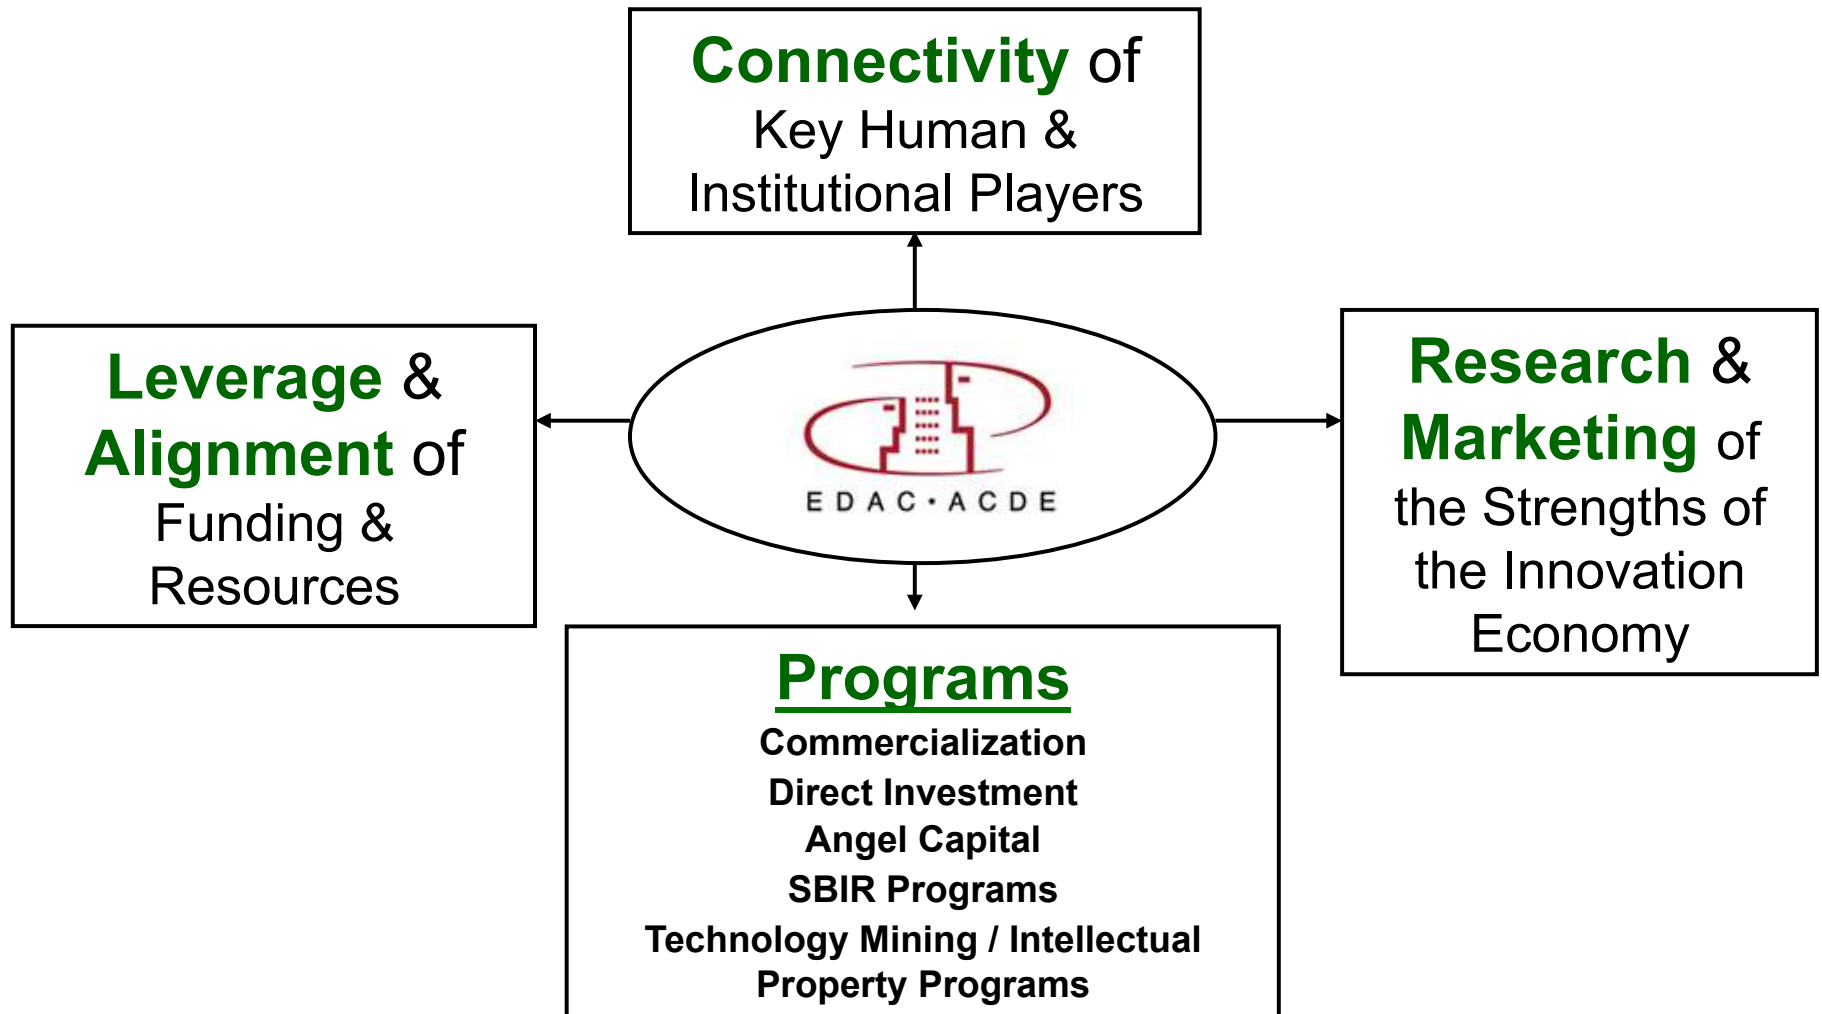 Connectivity of
Key Human &
Institutional Players
Leverage &
Alignment of
Funding &
Resources
EDAC·ACDE
Research &
Marketing of
the Strengths of
the Innovation
Economy
Programs
Commercialization
Direct Investment
Angel Capital
SBIR Programs
Technology Mining / Intellectual
Property Programs